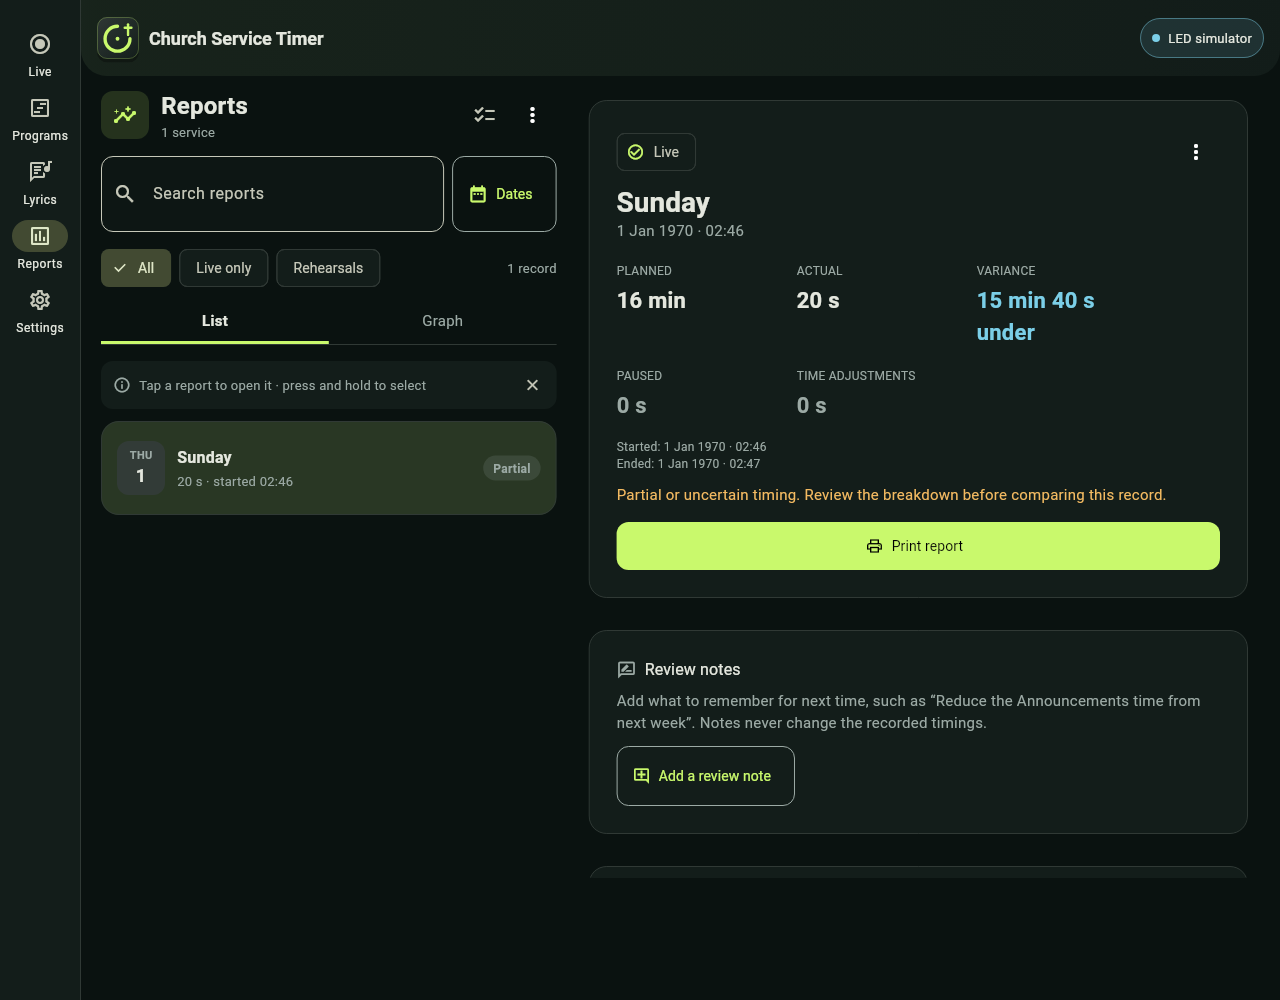 Church Service Timer
LED simulator
Live
Programs
Lyrics
Reports
Settings
Reports
1 service
Search reports
Dates
All
Live only
Rehearsals
1 record
List
Graph
Tap a report to open it · press and hold to select
THU
1
Sunday
20 s · started 02:46
Partial
Live
Sunday
1 Jan 1970 · 02:46
PLANNED
16 min
ACTUAL
20 s
VARIANCE
15 min 40 s
under
PAUSED
0 s
TIME ADJUSTMENTS
0 s
Started: 1 Jan 1970 · 02:46
Ended: 1 Jan 1970 · 02:47
Partial or uncertain timing. Review the breakdown before comparing this record.
Print report
Review notes
Add what to remember for next time, such as “Reduce the Announcements time from
next week”. Notes never change the recorded timings.
Add a review note